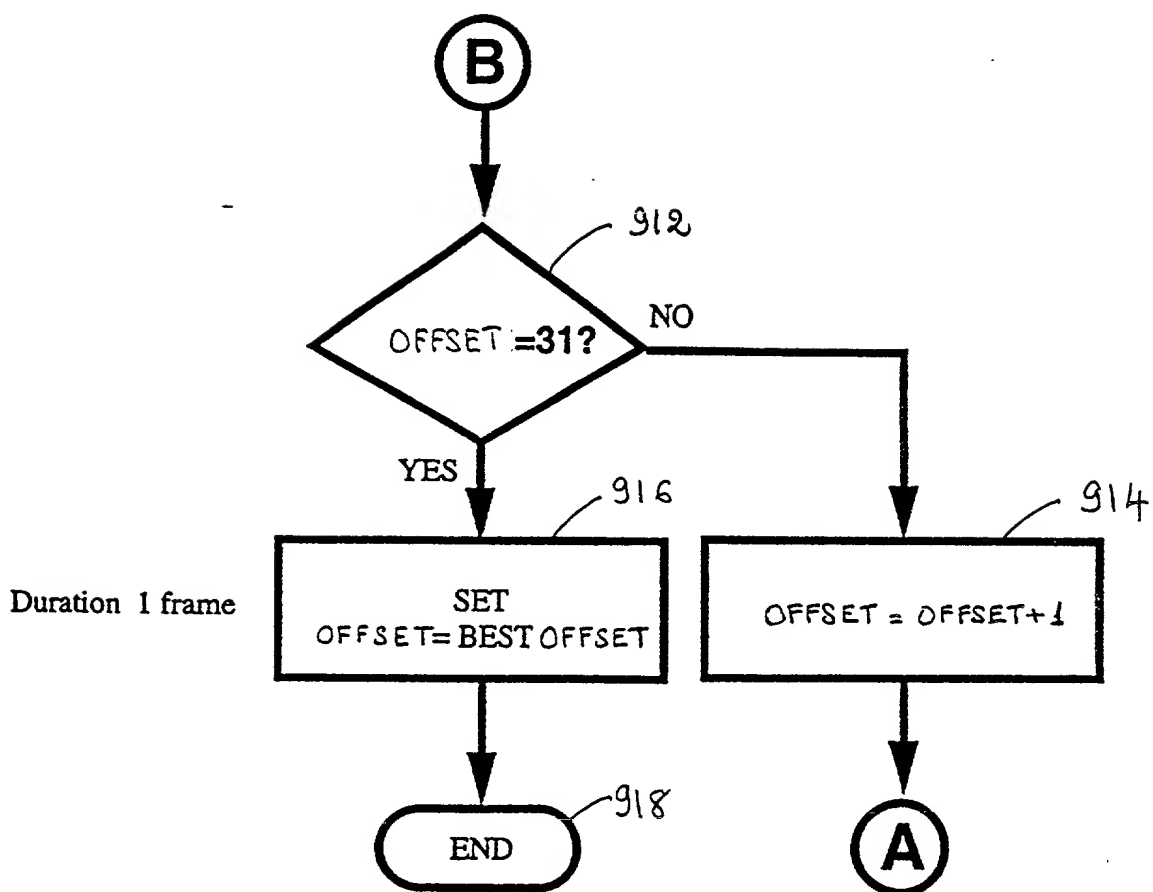 B
912
OFFSET =31?
NO
YES
916
914
Duration 1 frame
SET
OFFSET= BEST OFFSET
OFFSET = OFFSET+1
918
END
A